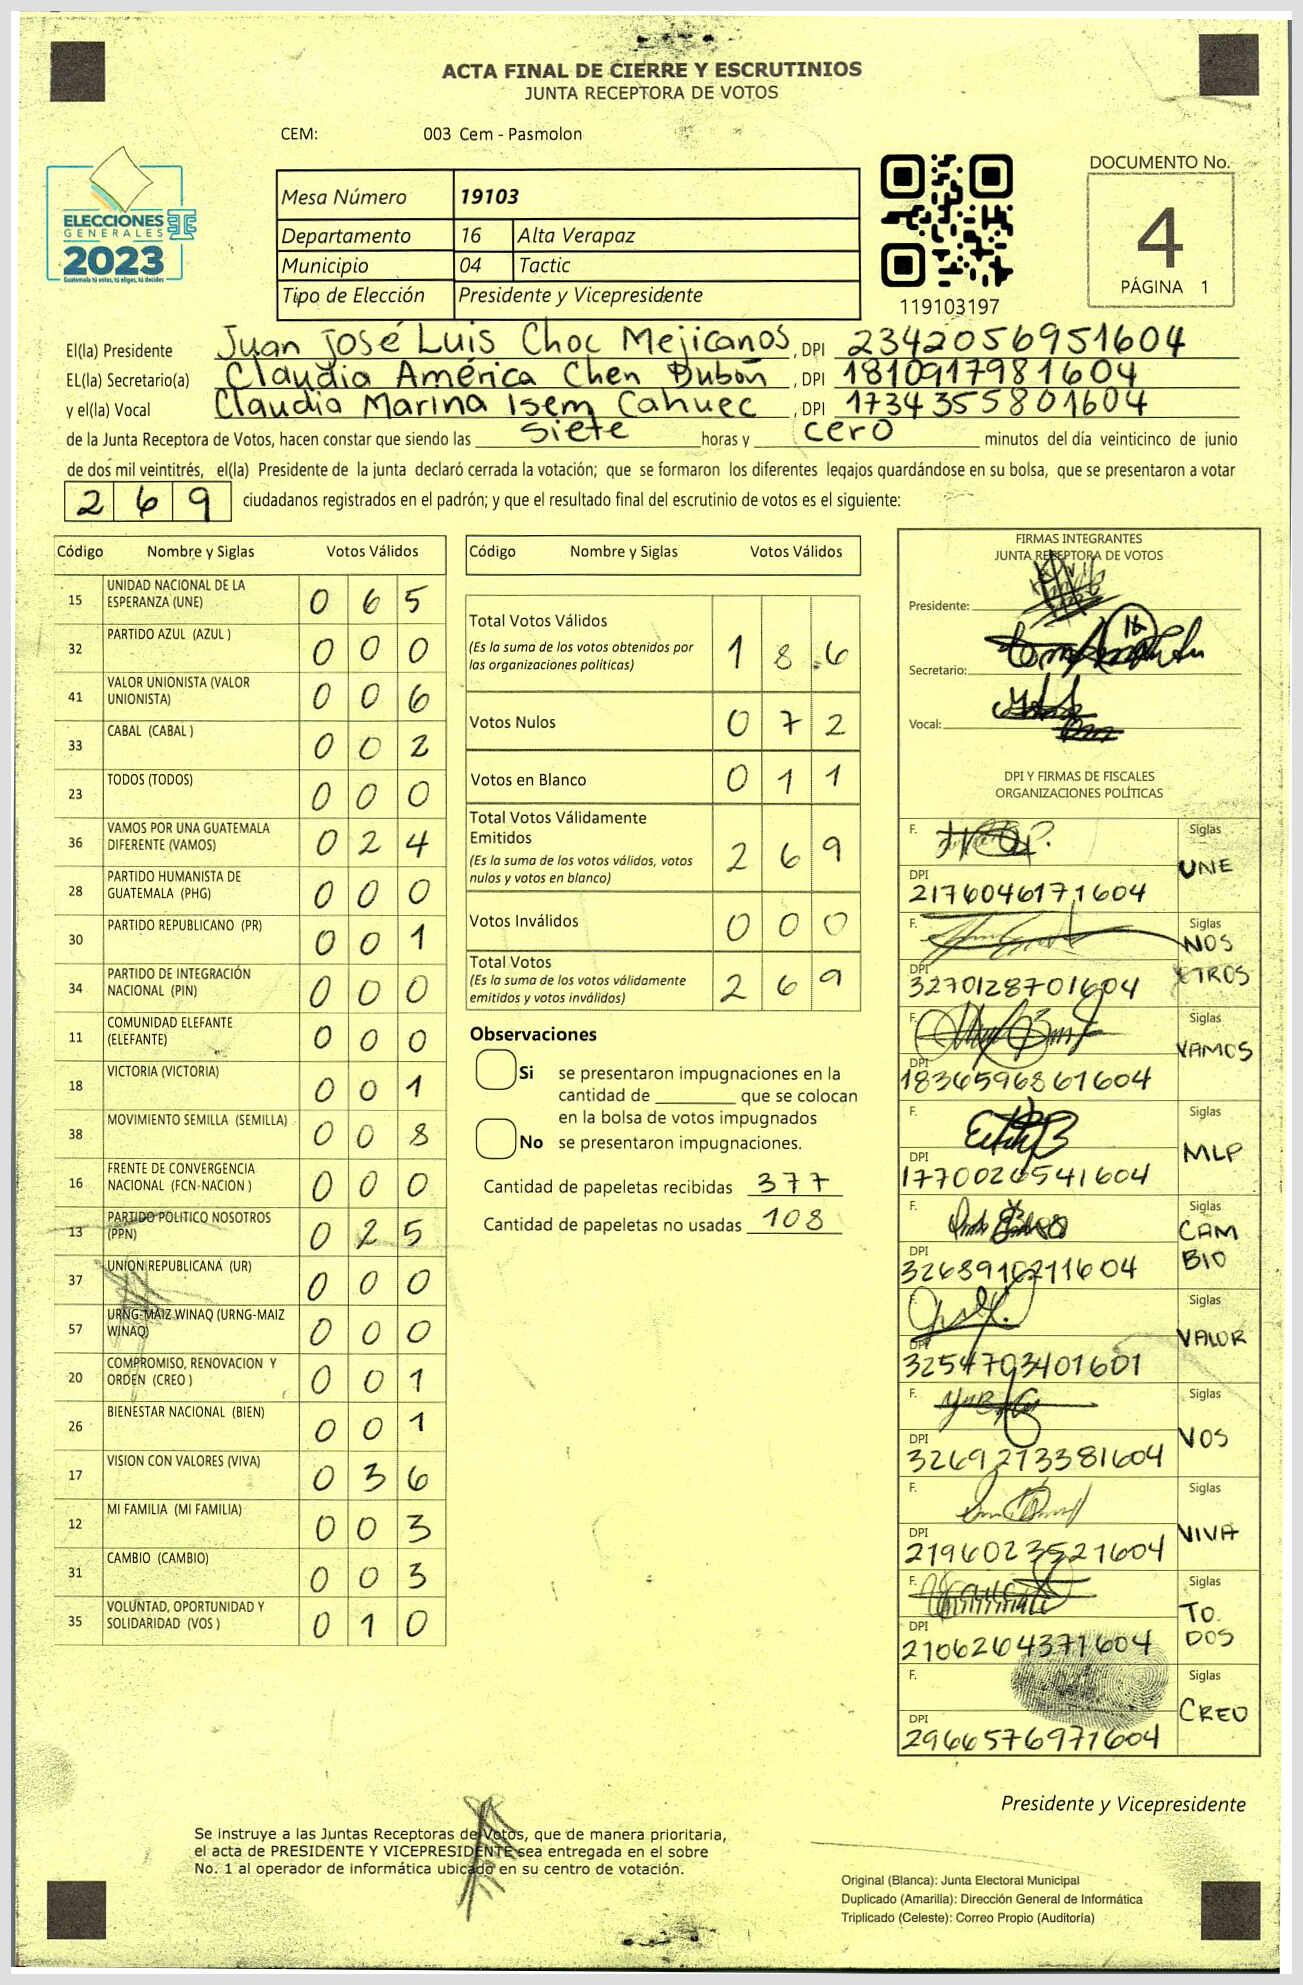 ACTA FINAL DE CIERRE Y ESCRUTINIOS
JUNTA RECEPTORA DE VOTOS
CEM: 003 Cem - Pasmolon
ELECCIONES
GENERALES
2023
Guatemala tú votas, tú eliges, tú decides
Mesa Número 19103
Departamento 16 Alta Verapaz
Municipio 04 Tactic
Tipo de Elección Presidente y Vicepresidente
119103197
DOCUMENTO No.
4
PÁGINA 1
El(la) Presidente Juan José Luis Choc Mejicanos, DPI 2342056951604
EL(la) Secretario(a) Claudia América Chen Bubón, DPI 1810917981604
y el(la) Vocal Claudia Marina Isem Cahuec, DPI 1734355801604
de la Junta Receptora de Votos, hacen constar que siendo las siete horas y cero minutos del día veinticinco de junio
de dos mil veintitrés, el(la) Presidente de la junta declaró cerrada la votación; que se formaron los diferentes legajos guardándose en su bolsa, que se presentaron a votar
269 ciudadanos registrados en el padrón; y que el resultado final del escrutinio de votos es el siguiente:
Código Nombre y Siglas Votos Válidos
15 UNIDAD NACIONAL DE LA ESPERANZA (UNE) 0 6 5
32 PARTIDO AZUL (AZUL ) 0 0 0
41 VALOR UNIONISTA (VALOR UNIONISTA) 0 0 6
33 CABAL (CABAL ) 0 0 2
23 TODOS (TODOS) 0 0 0
36 VAMOS POR UNA GUATEMALA DIFERENTE (VAMOS) 0 2 4
28 PARTIDO HUMANISTA DE GUATEMALA (PHG) 0 0 0
30 PARTIDO REPUBLICANO (PR) 0 0 1
34 PARTIDO DE INTEGRACIÓN NACIONAL (PIN) 0 0 0
11 COMUNIDAD ELEFANTE (ELEFANTE) 0 0 0
18 VICTORIA (VICTORIA) 0 0 1
38 MOVIMIENTO SEMILLA (SEMILLA) 0 0 8
16 FRENTE DE CONVERGENCIA NACIONAL (FCN-NACION ) 0 0 0
13 PARTIDO POLITICO NOSOTROS (PPN) 0 2 5
37 UNION REPUBLICANA (UR) 0 0 0
57 URNG-MAIZ WINAQ (URNG-MAIZ WINAQ) 0 0 0
20 COMPROMISO, RENOVACION Y ORDEN (CREO ) 0 0 1
26 BIENESTAR NACIONAL (BIEN) 0 0 1
17 VISION CON VALORES (VIVA) 0 3 6
12 MI FAMILIA (MI FAMILIA) 0 0 3
31 CAMBIO (CAMBIO) 0 0 3
35 VOLUNTAD, OPORTUNIDAD Y SOLIDARIDAD (VOS ) 0 1 0
Código Nombre y Siglas Votos Válidos
Total Votos Válidos 1 8 6
(Es la suma de los votos obtenidos por
las organizaciones políticas)
Votos Nulos 0 7 2
Votos en Blanco 0 1 1
Total Votos Válidamente
Emitidos 2 6 9
(Es la suma de los votos válidos, votos
nulos y votos en blanco)
Votos Inválidos 0 0 0
Total Votos 2 6 9
(Es la suma de los votos válidamente
emitidos y votos inválidos)
Observaciones
Si se presentaron impugnaciones en la
cantidad de ________ que se colocan
en la bolsa de votos impugnados
No se presentaron impugnaciones.
Cantidad de papeletas recibidas 377
Cantidad de papeletas no usadas 108
FIRMAS INTEGRANTES
JUNTA RECEPTORA DE VOTOS
Presidente:
Secretario:
Vocal:
DPI Y FIRMAS DE FISCALES
ORGANIZACIONES POLÍTICAS
F. Siglas UNE
DPI 2176046171604
F. Siglas NOSOTROS
DPI 3270128701604
F. Siglas VAMOS
DPI 1836596861604
F. Siglas MLP
DPI 1770026541604
F. Siglas CAMBIO
DPI
F. Siglas VALOR
DPI 3254703401601
F. Siglas VOS
DPI 3269273381604
F. Siglas VIVA
DPI 2196023521604
F. Siglas TODOS
DPI 2106264371604
F. Siglas CREO
DPI 2966576971604
Presidente y Vicepresidente
Se instruye a las Juntas Receptoras de Votos, que de manera prioritaria,
el acta de PRESIDENTE Y VICEPRESIDENTE sea entregada en el sobre
No. 1 al operador de informática ubicado en su centro de votación.
Original (Blanca): Junta Electoral Municipal
Duplicado (Amarilla): Dirección General de Informática
Triplicado (Celeste): Correo Propio (Auditoría)